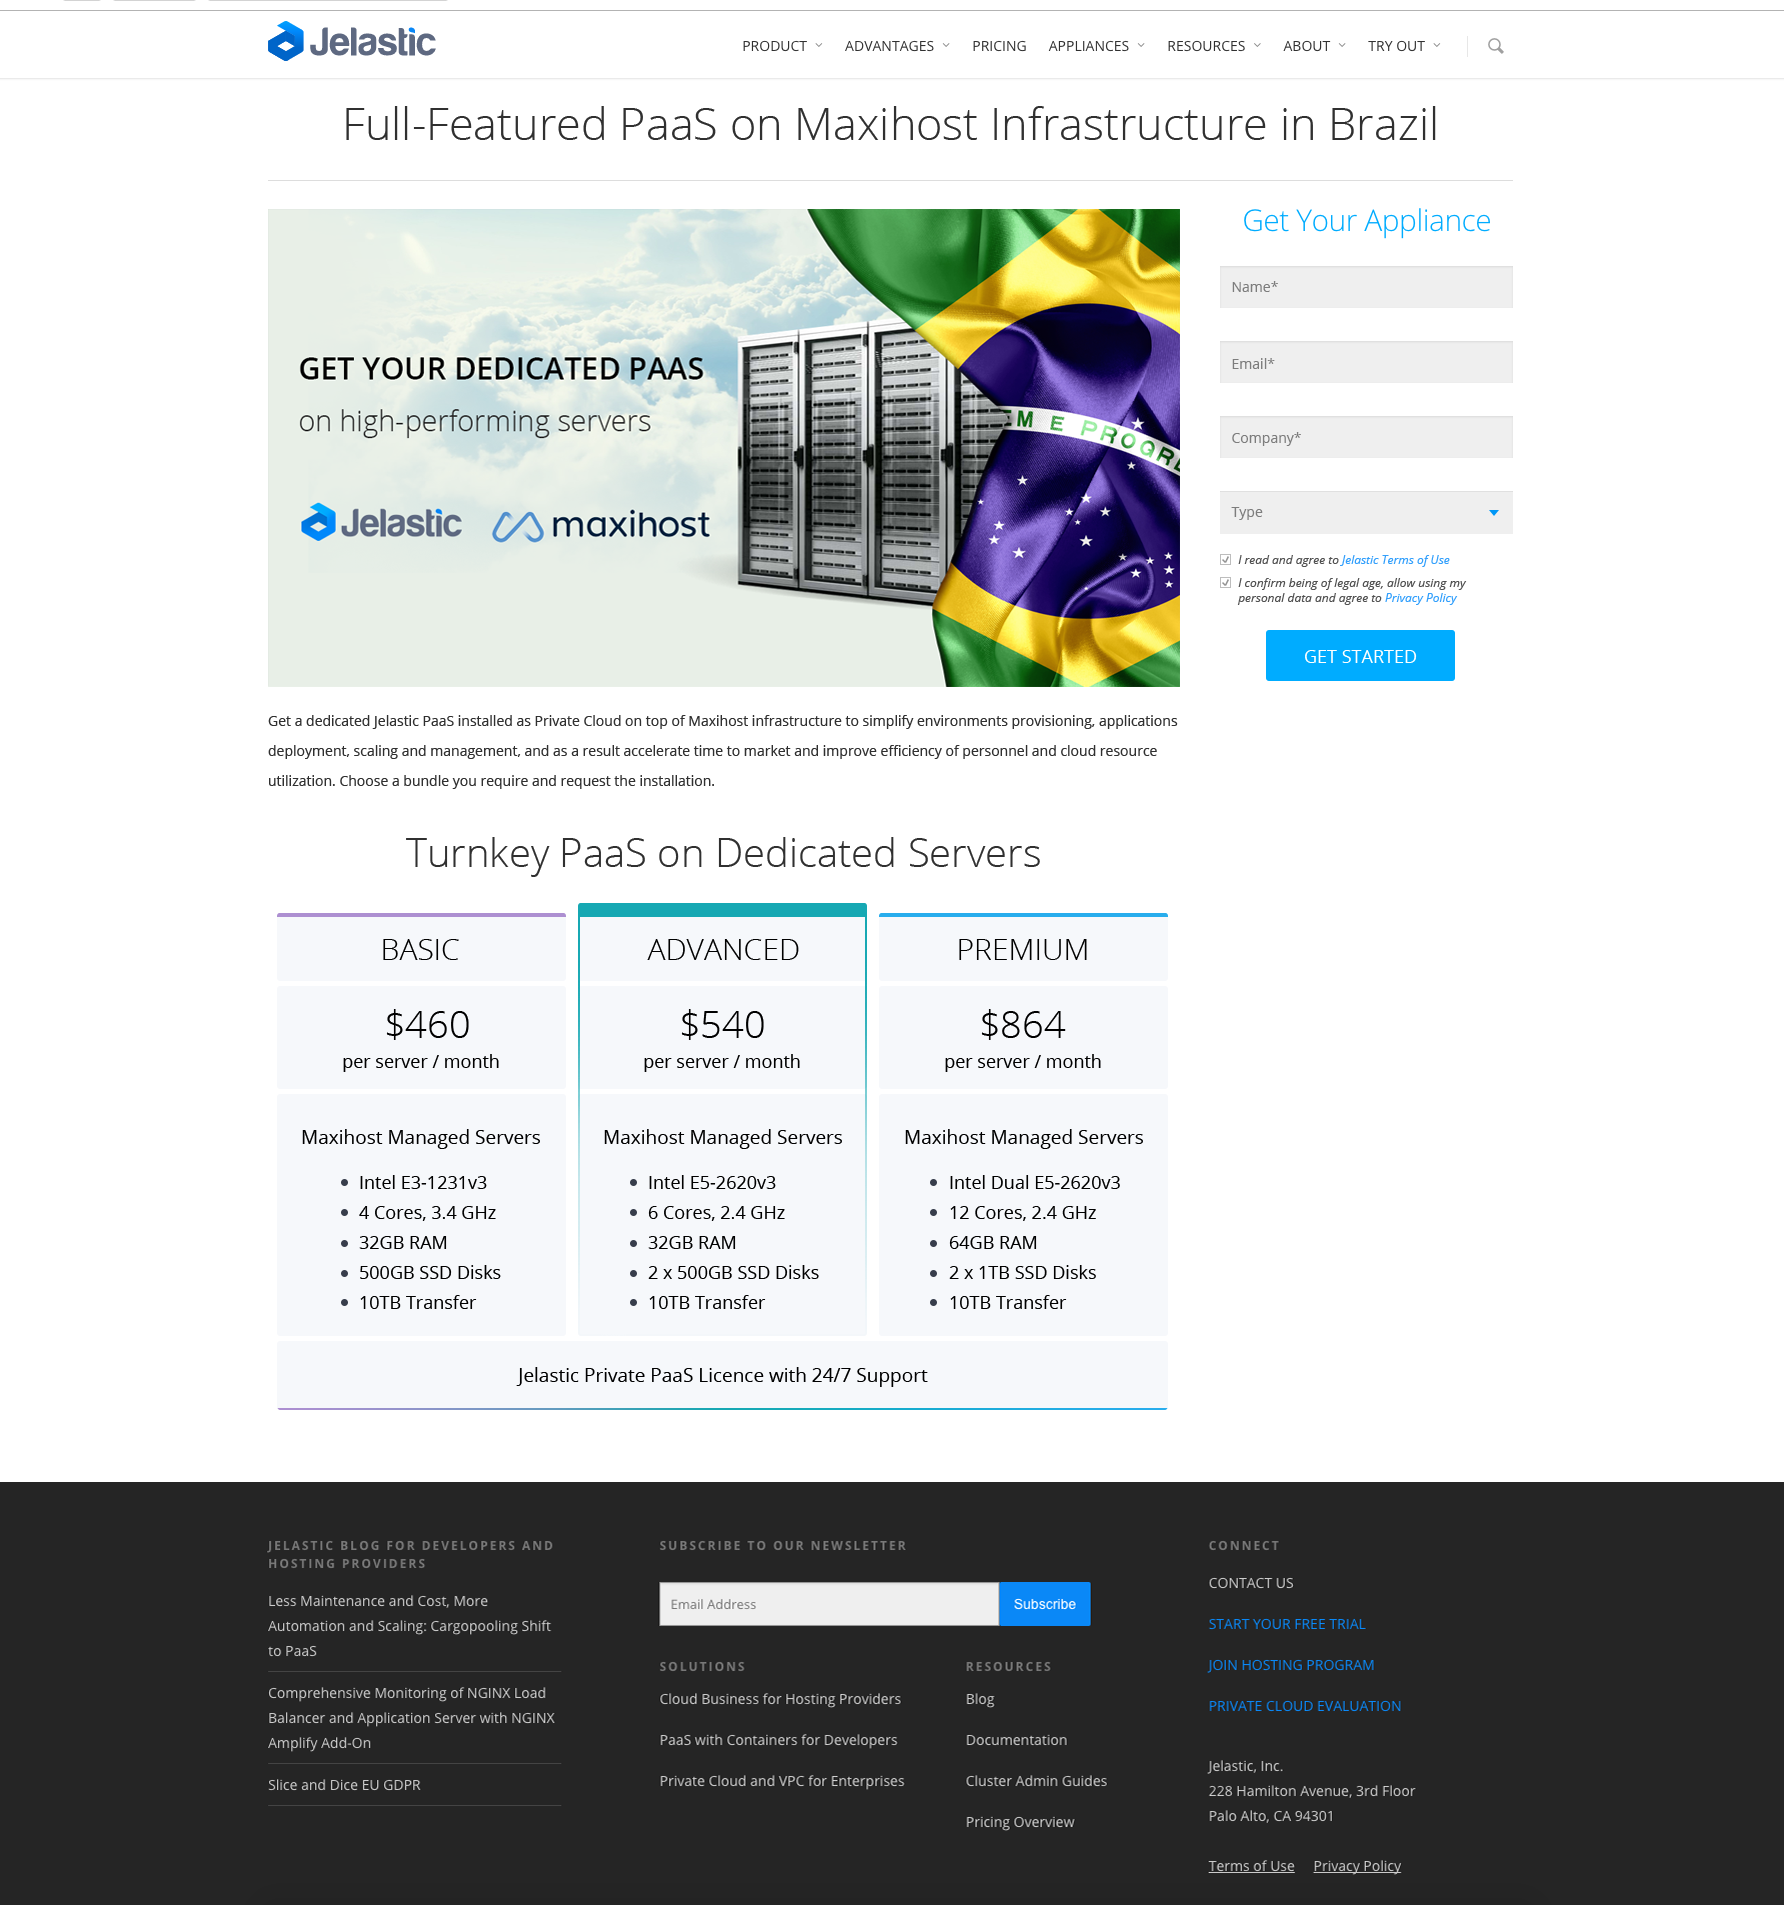 Jelastic
PRODUCT ADVANTAGES PRICING APPLIANCES RESOURCES ABOUT TRY OUT
Full-Featured PaaS on Maxihost Infrastructure in Brazil
GET YOUR DEDICATED PAAS
on high-performing servers
Jelastic maxihost
M E PROGRE
Get Your Appliance
Name*
Email*
Company*
Type
I read and agree to Jelastic Terms of Use
I confirm being of legal age, allow using my
personal data and agree to Privacy Policy
GET STARTED
Get a dedicated Jelastic PaaS installed as Private Cloud on top of Maxihost infrastructure to simplify environments provisioning, applications
deployment, scaling and management, and as a result accelerate time to market and improve efficiency of personnel and cloud resource
utilization. Choose a bundle you require and request the installation.
Turnkey PaaS on Dedicated Servers
BASIC
$460
per server / month
Maxihost Managed Servers
Intel E3-1231v3
4 Cores, 3.4 GHz
32GB RAM
500GB SSD Disks
10TB Transfer
ADVANCED
$540
per server / month
Maxihost Managed Servers
Intel E5-2620v3
6 Cores, 2.4 GHz
32GB RAM
2 x 500GB SSD Disks
10TB Transfer
PREMIUM
$864
per server / month
Maxihost Managed Servers
Intel Dual E5-2620v3
12 Cores, 2.4 GHz
64GB RAM
2 x 1TB SSD Disks
10TB Transfer
Jelastic Private PaaS Licence with 24/7 Support
JELASTIC BLOG FOR DEVELOPERS AND
HOSTING PROVIDERS
Less Maintenance and Cost, More
Automation and Scaling: Cargopooling Shift
to PaaS
Comprehensive Monitoring of NGINX Load
Balancer and Application Server with NGINX
Amplify Add-On
Slice and Dice EU GDPR
SUBSCRIBE TO OUR NEWSLETTER
Email Address Subscribe
SOLUTIONS
Cloud Business for Hosting Providers
PaaS with Containers for Developers
Private Cloud and VPC for Enterprises
RESOURCES
Blog
Documentation
Cluster Admin Guides
Pricing Overview
CONNECT
CONTACT US
START YOUR FREE TRIAL
JOIN HOSTING PROGRAM
PRIVATE CLOUD EVALUATION
Jelastic, Inc.
228 Hamilton Avenue, 3rd Floor
Palo Alto, CA 94301
Terms of Use Privacy Policy